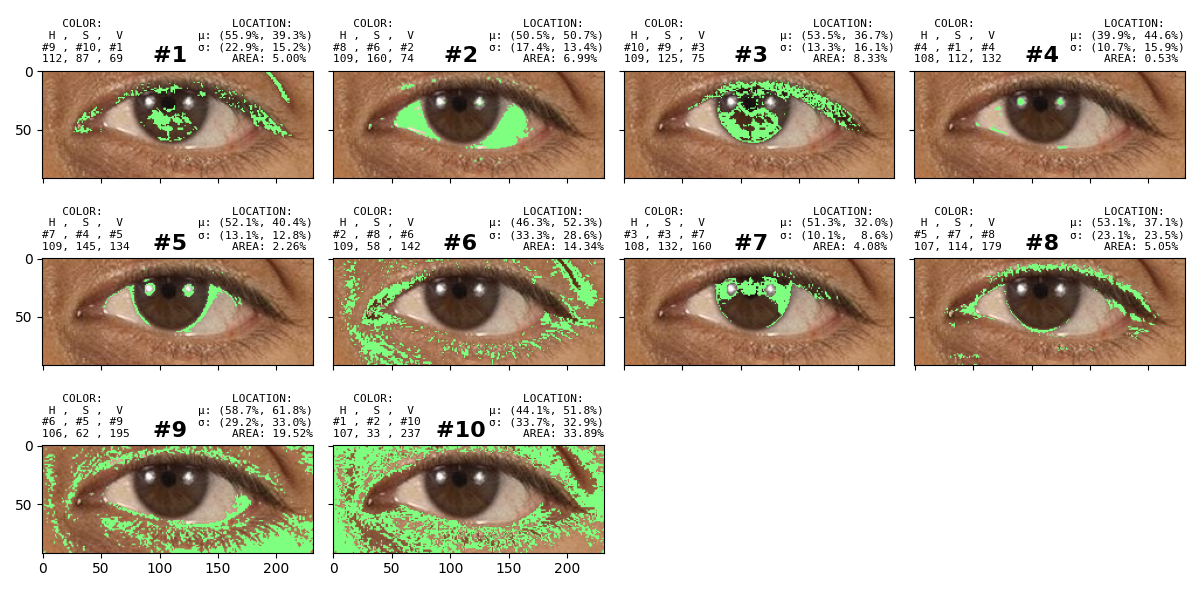 COLOR: LOCATION:
H , S , V μ: (55.9%, 39.3%)
#9 , #10, #1 #1 σ: (22.9%, 15.2%)
112, 87 , 69 AREA: 5.00%
COLOR: LOCATION:
H , S , V μ: (50.5%, 50.7%)
#8 , #6 , #2 #2 σ: (17.4%, 13.4%)
109, 160, 74 AREA: 6.99%
COLOR: LOCATION:
H , S , V μ: (53.5%, 36.7%)
#10, #9 , #3 #3 σ: (13.3%, 16.1%)
109, 125, 75 AREA: 8.33%
COLOR: LOCATION:
H , S , V μ: (39.9%, 44.6%)
#4 , #1 , #4 #4 σ: (10.7%, 15.9%)
108, 112, 132 AREA: 0.53%
0
50
COLOR: LOCATION:
H , S , V μ: (52.1%, 40.4%)
#7 , #4 , #5 #5 σ: (13.1%, 12.8%)
109, 145, 134 AREA: 2.26%
COLOR: LOCATION:
H , S , V μ: (46.3%, 52.3%)
#2 , #8 , #6 #6 σ: (33.3%, 28.6%)
109, 58 , 142 AREA: 14.34%
COLOR: LOCATION:
H , S , V μ: (51.3%, 32.0%)
#3 , #3 , #7 #7 σ: (10.1%,  8.6%)
108, 132, 160 AREA: 4.08%
COLOR: LOCATION:
H , S , V μ: (53.1%, 37.1%)
#5 , #7 , #8 #8 σ: (23.1%, 23.5%)
107, 114, 179 AREA: 5.05%
0
50
COLOR: LOCATION:
H , S , V μ: (58.7%, 61.8%)
#6 , #5 , #9 #9 σ: (29.2%, 33.0%)
106, 62 , 195 AREA: 19.52%
COLOR: LOCATION:
H , S , V μ: (44.1%, 51.8%)
#1 , #2 , #10 #10 σ: (33.7%, 32.9%)
107, 33 , 237 AREA: 33.89%
0
50
0 50 100 150 200
0 50 100 150 200